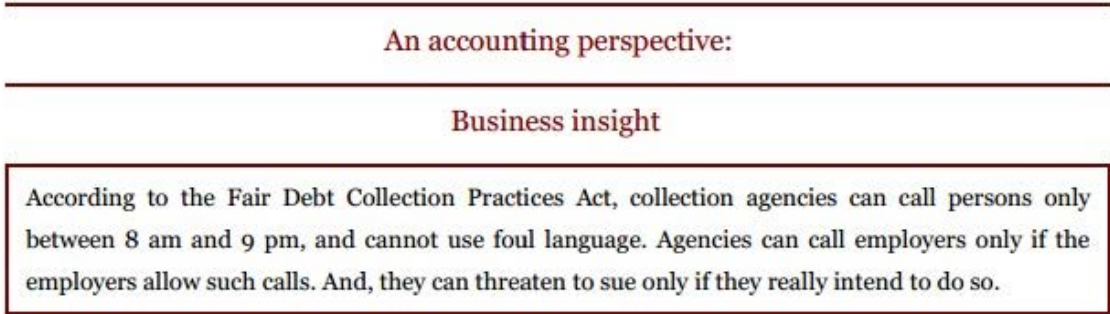 An accounting perspective:
Business insight
According to the Fair Debt Collection Practices Act, collection agencies can call persons only
between 8 am and 9 pm, and cannot use foul language. Agencies can call employers only if the
employers allow such calls. And, they can threaten to sue only if they really intend to do so.